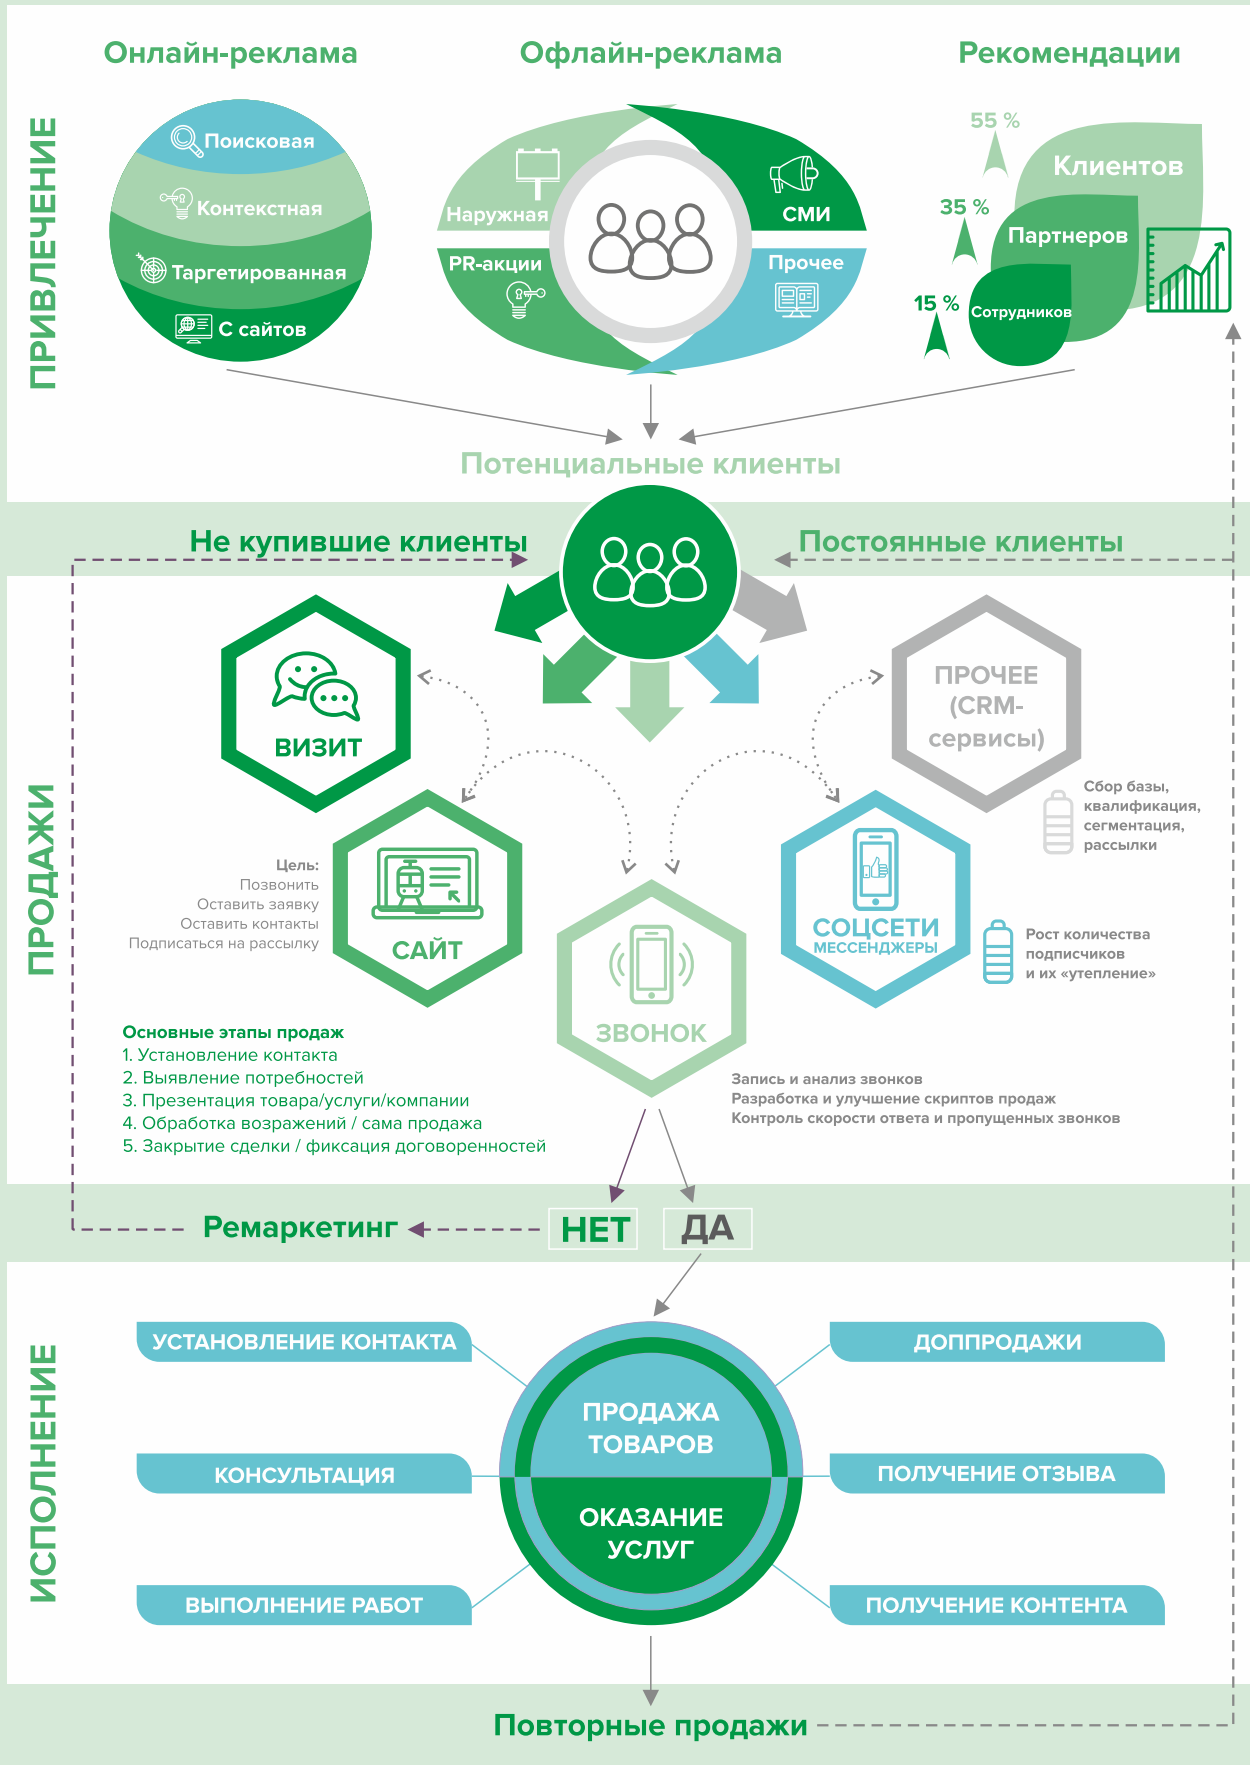 ПРИВЛЕЧЕНИЕ
Онлайн-реклама
Поисковая
Контекстная
Таргетированная
С сайтов
Офлайн-реклама
Наружная
СМИ
PR-акции
Прочее
Рекомендации
55 %
Клиентов
35 %
Партнеров
15 %
Сотрудников
Потенциальные клиенты
Не купившие клиенты
Постоянные клиенты
ПРОДАЖИ
ВИЗИТ
ПРОЧЕЕ
(CRM-
сервисы)
Сбор базы,
квалификация,
сегментация,
рассылки
Цель:
Позвонить
Оставить заявку
Оставить контакты
Подписаться на рассылку
САЙТ
СОЦСЕТИ
МЕССЕНДЖЕРЫ
Рост количества
подписчиков
и их «утепление»
ЗВОНОК
Основные этапы продаж
1. Установление контакта
2. Выявление потребностей
3. Презентация товара/услуги/компании
4. Обработка возражений / сама продажа
5. Закрытие сделки / фиксация договоренностей
Запись и анализ звонков
Разработка и улучшение скриптов продаж
Контроль скорости ответа и пропущенных звонков
Ремаркетинг
НЕТ
ДА
ИСПОЛНЕНИЕ
УСТАНОВЛЕНИЕ КОНТАКТА
КОНСУЛЬТАЦИЯ
ВЫПОЛНЕНИЕ РАБОТ
ПРОДАЖА
ТОВАРОВ
ОКАЗАНИЕ
УСЛУГ
ДОППРОДАЖИ
ПОЛУЧЕНИЕ ОТЗЫВА
ПОЛУЧЕНИЕ КОНТЕНТА
Повторные продажи